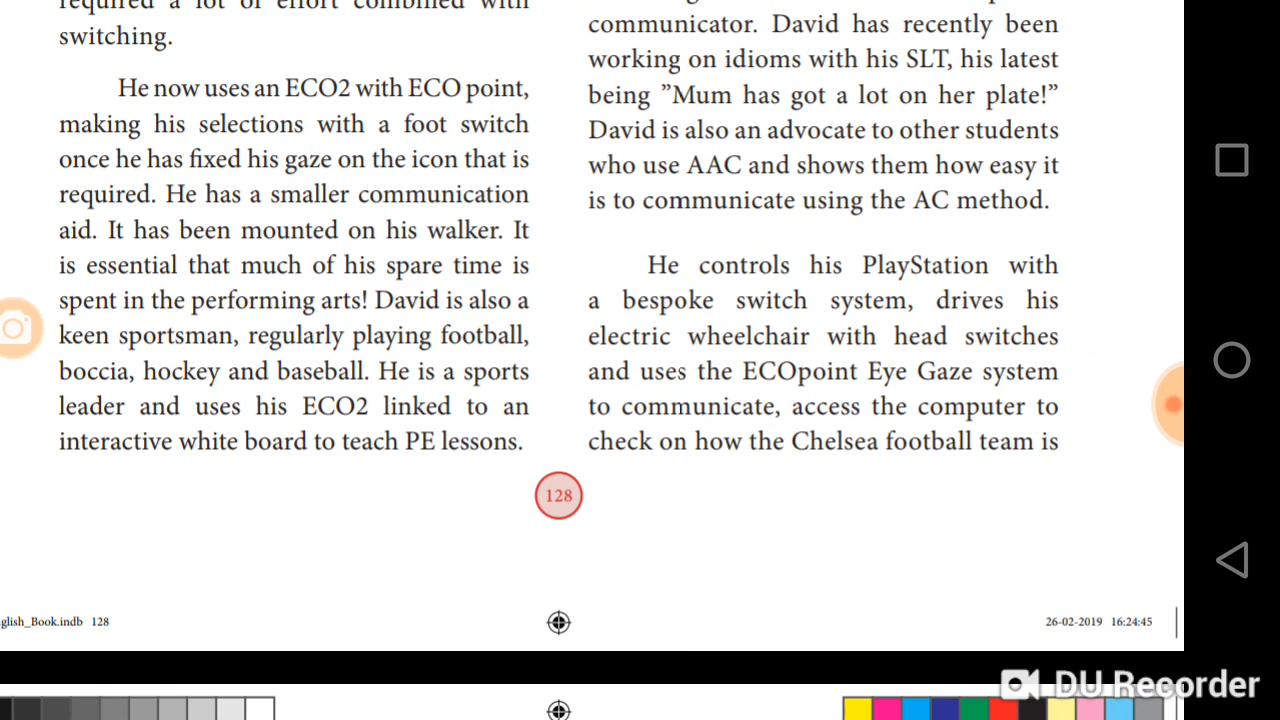 required a lot of effort combined with
switching.
He now uses an ECO2 with ECO point,
making his selections with a foot switch
once he has fixed his gaze on the icon that is
required. He has a smaller communication
aid. It has been mounted on his walker. It
is essential that much of his spare time is
spent in the performing arts! David is also a
keen sportsman, regularly playing football,
boccia, hockey and baseball. He is a sports
leader and uses his ECO2 linked to an
interactive white board to teach PE lessons.
communicator. David has recently been
working on idioms with his SLT, his latest
being ”Mum has got a lot on her plate!”
David is also an advocate to other students
who use AAC and shows them how easy it
is to communicate using the AC method.
He controls his PlayStation with
a bespoke switch system, drives his
electric wheelchair with head switches
and uses the ECOpoint Eye Gaze system
to communicate, access the computer to
check on how the Chelsea football team is
128
glish_Book.indb 128
26-02-2019 16:24:45
DU Recorder